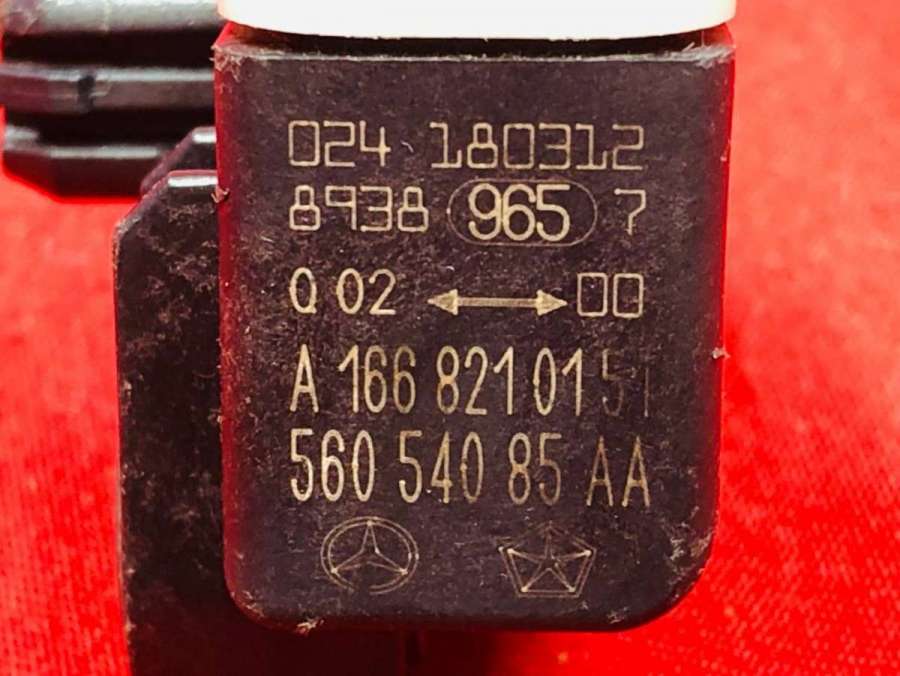 024 180312
8938 965 7
Q 02 ↔ 00
A 166 821 01 51
560 540 85 AA